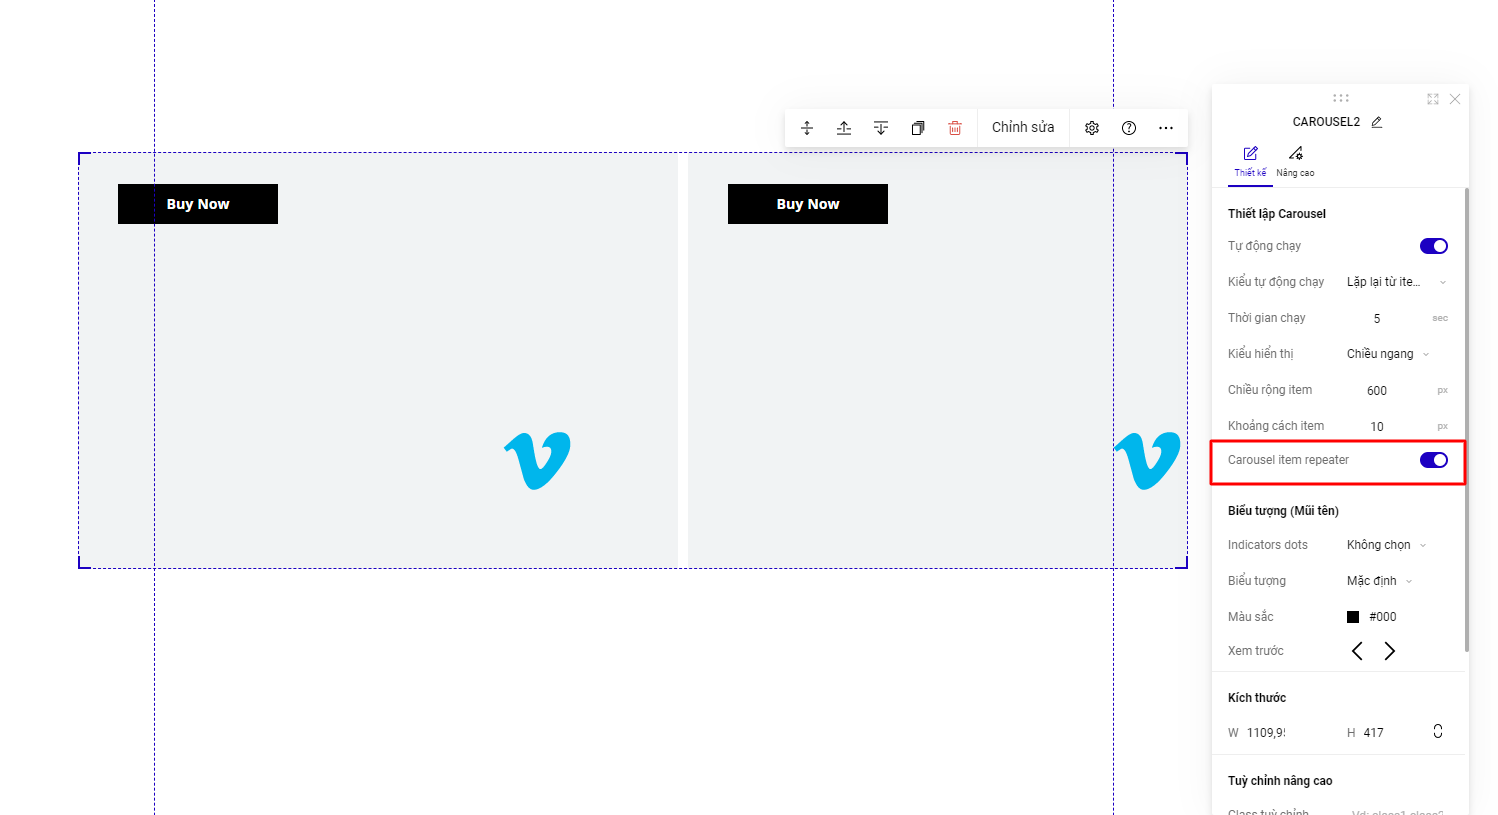 Chỉnh sửa
Buy Now
Buy Now
CAROUSEL2
Thiết kế
Nâng cao
Thiết lập Carousel
Tự động chạy
Kiểu tự động chạy
Lặp lại từ ite...
Thời gian chạy
5
sec
Kiểu hiển thị
Chiều ngang
Chiều rộng item
600
px
Khoảng cách item
10
px
Carousel item repeater
Biểu tượng (Mũi tên)
Indicators dots
Không chọn
Biểu tượng
Mặc định
Màu sắc
#000
Xem trước
Kích thước
W 1109,9
H 417
Tuỳ chỉnh nâng cao
Class tuỳ chỉnh